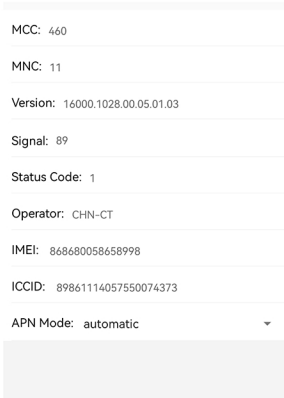 MCC: 460
MNC: 11
Version: 16000.1028.00.05.01.03
Signal: 89
Status Code: 1
Operator: CHN-CT
IMEI: 868680058658998
ICCID: 89861114057550074373
APN Mode: automatic